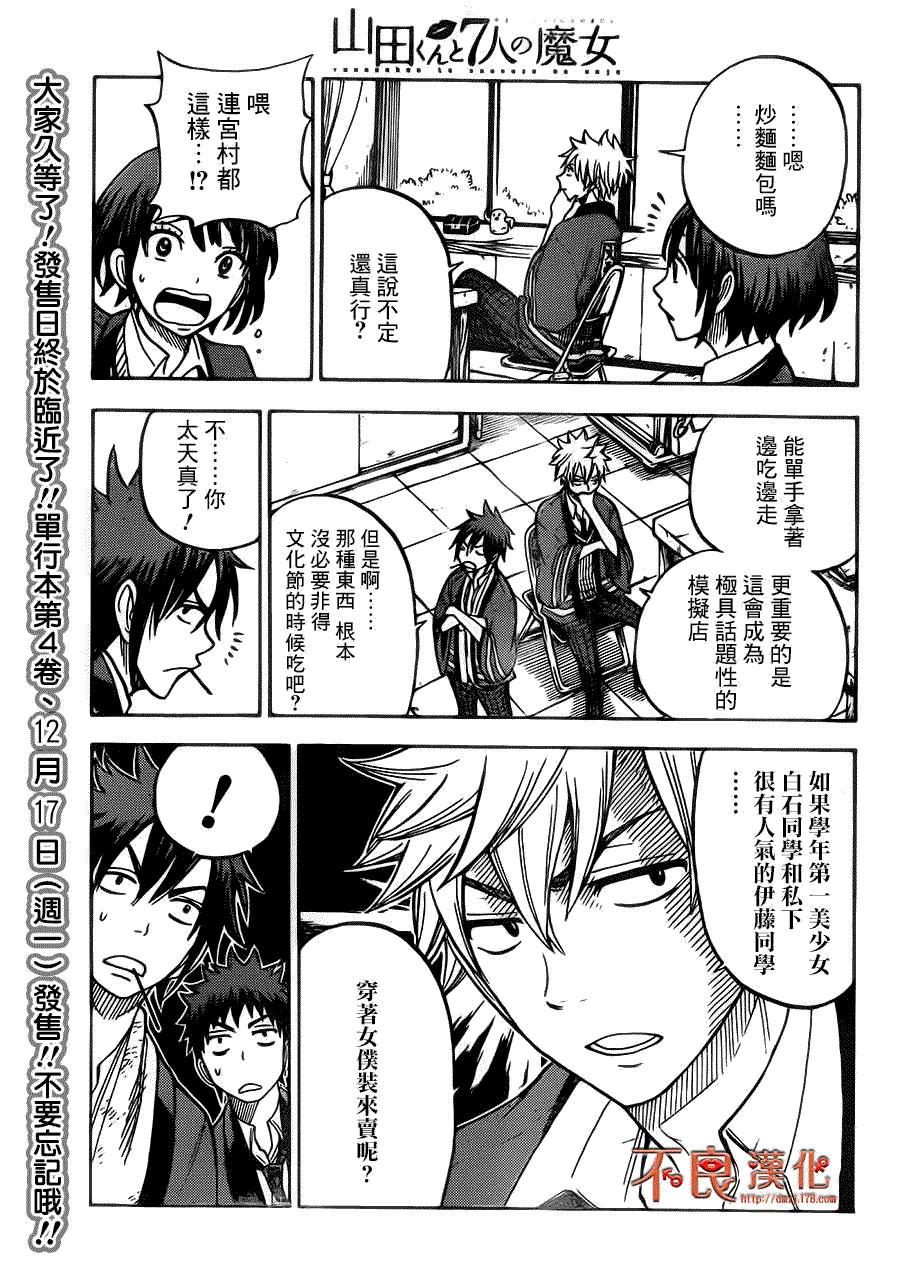 山田くんと7人の魔女
……嗯
炒麵麵包嗎
……
這說不定
還真行？
喂
連宮村都
這樣…!?
能單手拿著
邊吃邊走
更重要的是
這會成為
極具話題性的
模擬店
但是啊……
那種東西 根本
沒必要非得
文化節的時候吃吧？
不……你
太天真了！
如果學年第一美少女
白石同學和私下
很有人氣的伊藤同學
……
穿著女僕裝來賣呢？
！
大家久等了！發售日終於臨近了!!單行本第4卷、12月17日(週一)發售!!不要忘記哦!!
不良漢化
http://dmxj.178.com